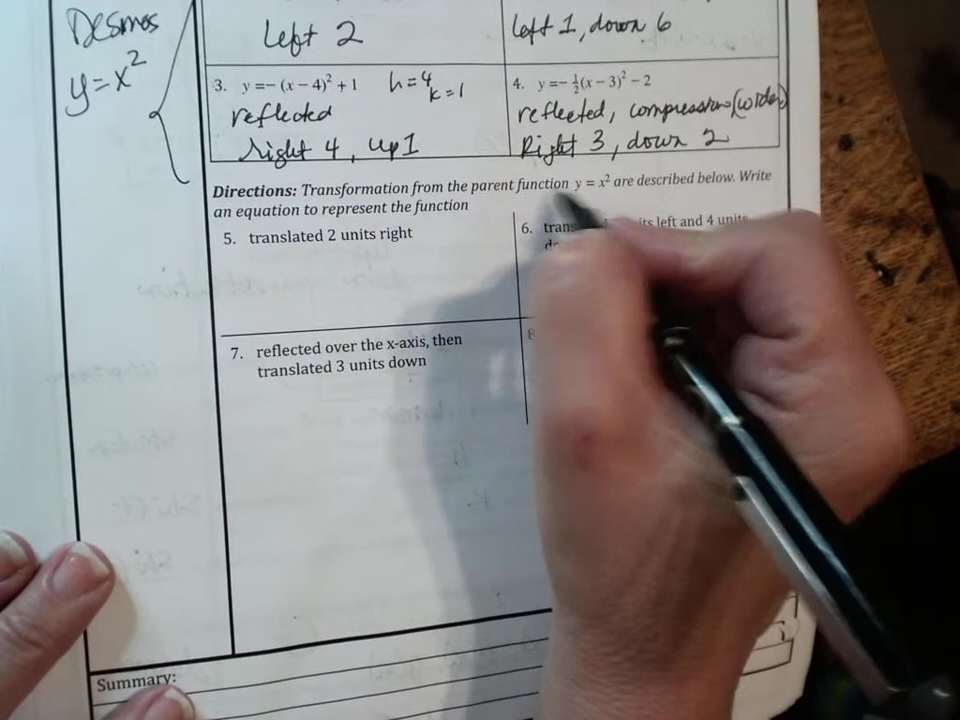 Desmos
y=x²
left 2
left 1, down 6
3. y =– (x – 4)² + 1
h=4
k=1
reflected
right 4, up 1
4. y =– ½(x – 3)² – 2
reflected, compression (wider)
Right 3, down 2
Directions: Transformation from the parent function y = x² are described below. Write
an equation to represent the function
5. translated 2 units right
6. trans its left and 4 units
7. reflected over the x-axis, then
translated 3 units down
Summary: